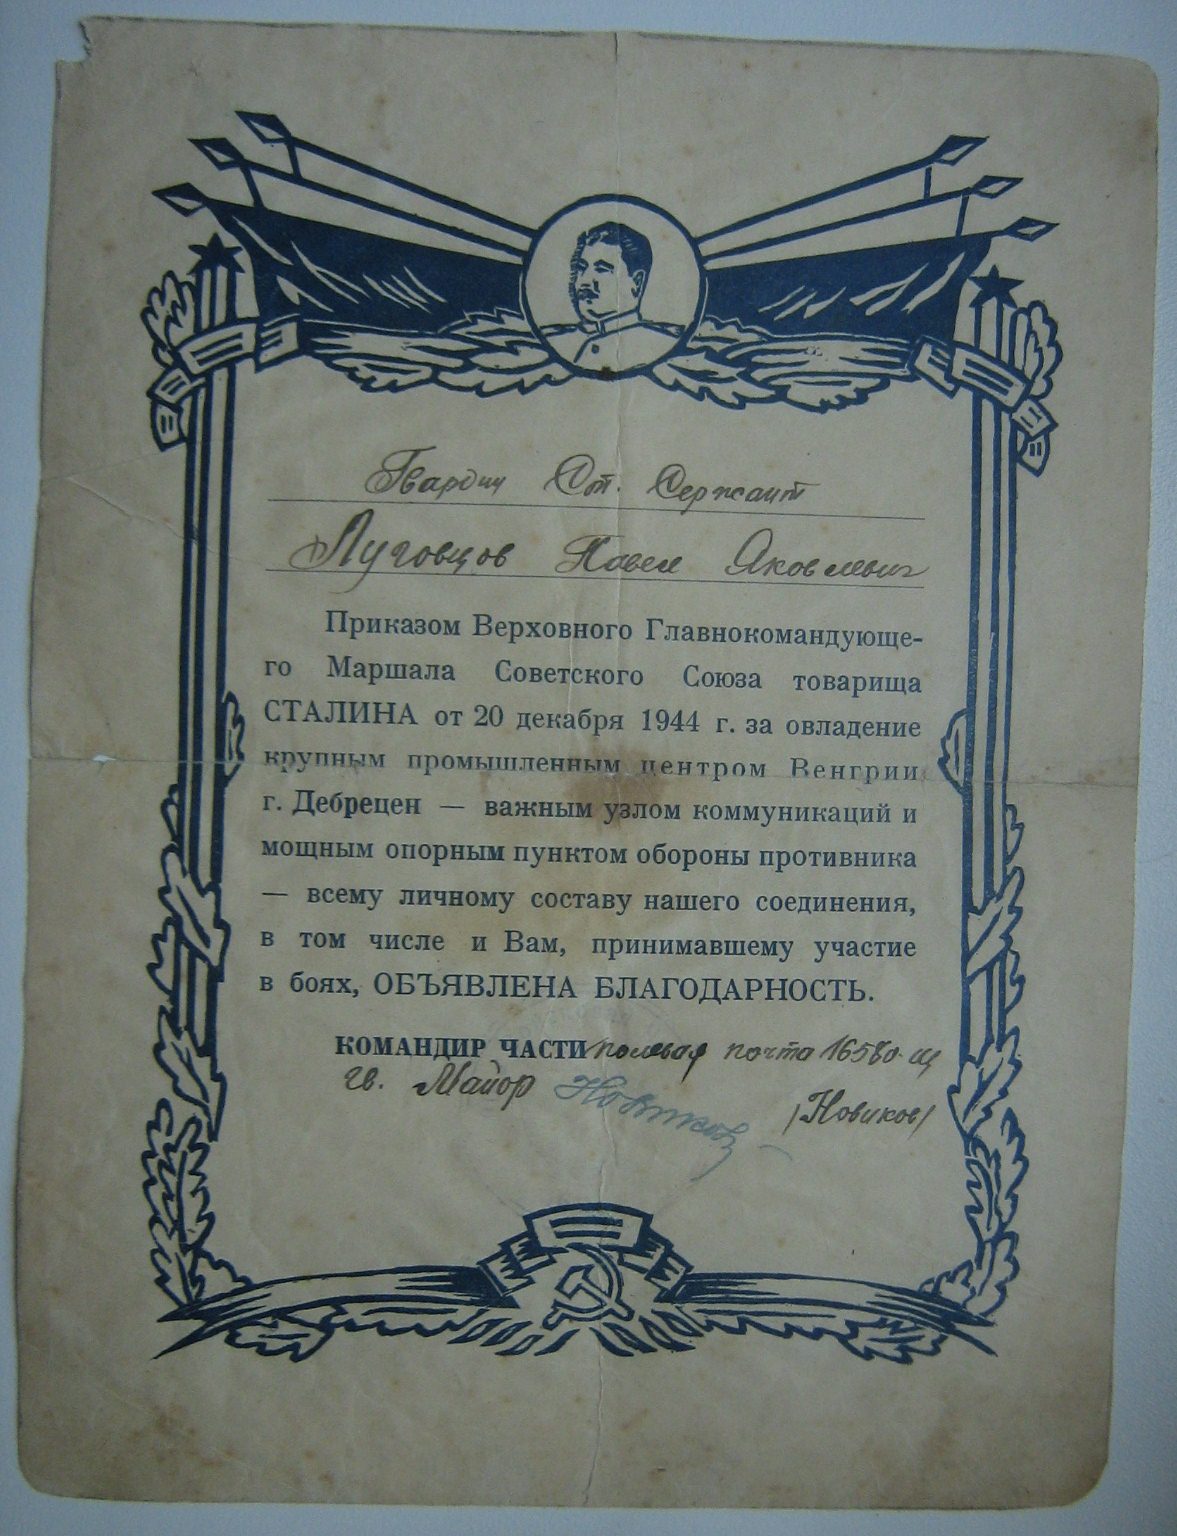 Гвардии Ст. Сержант
Луговцов Павел Яковлевич
Приказом Верховного Главнокомандующе-
го Маршала Советского Союза товарища
СТАЛИНА от 20 декабря 1944 г. за овладение
крупным промышленным центром Венгрии
г. Дебрецен — важным узлом коммуникаций и
мощным опорным пунктом обороны противника
— всему личному составу нашего соединения,
в том числе и Вам, принимавшему участие
в боях, ОБЪЯВЛЕНА БЛАГОДАРНОСТЬ.
КОМАНДИР ЧАСТИ полевая почта
гв. Майор Новиков /Новиков/